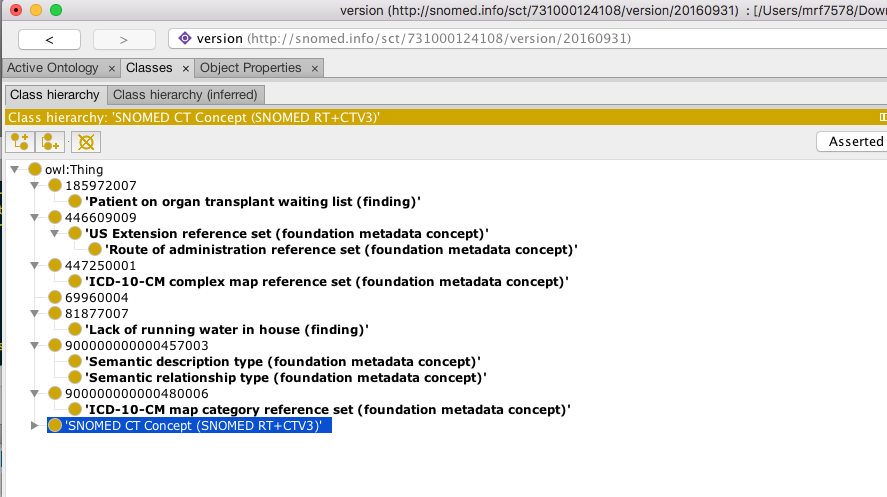 version (http://snomed.info/sct/731000124108/version/20160931) : [/Users/mrf7578/Dow
< > version (http://snomed.info/sct/731000124108/version/20160931)
Active Ontology × Classes × Object Properties ×
Class hierarchy Class hierarchy (inferred)
Class hierarchy: 'SNOMED CT Concept (SNOMED RT+CTV3)'
Asserted
owl:Thing
185972007
'Patient on organ transplant waiting list (finding)'
446609009
'US Extension reference set (foundation metadata concept)'
'Route of administration reference set (foundation metadata concept)'
447250001
'ICD-10-CM complex map reference set (foundation metadata concept)'
69960004
81877007
'Lack of running water in house (finding)'
900000000000457003
'Semantic description type (foundation metadata concept)'
'Semantic relationship type (foundation metadata concept)'
900000000000480006
'ICD-10-CM map category reference set (foundation metadata concept)'
'SNOMED CT Concept (SNOMED RT+CTV3)'